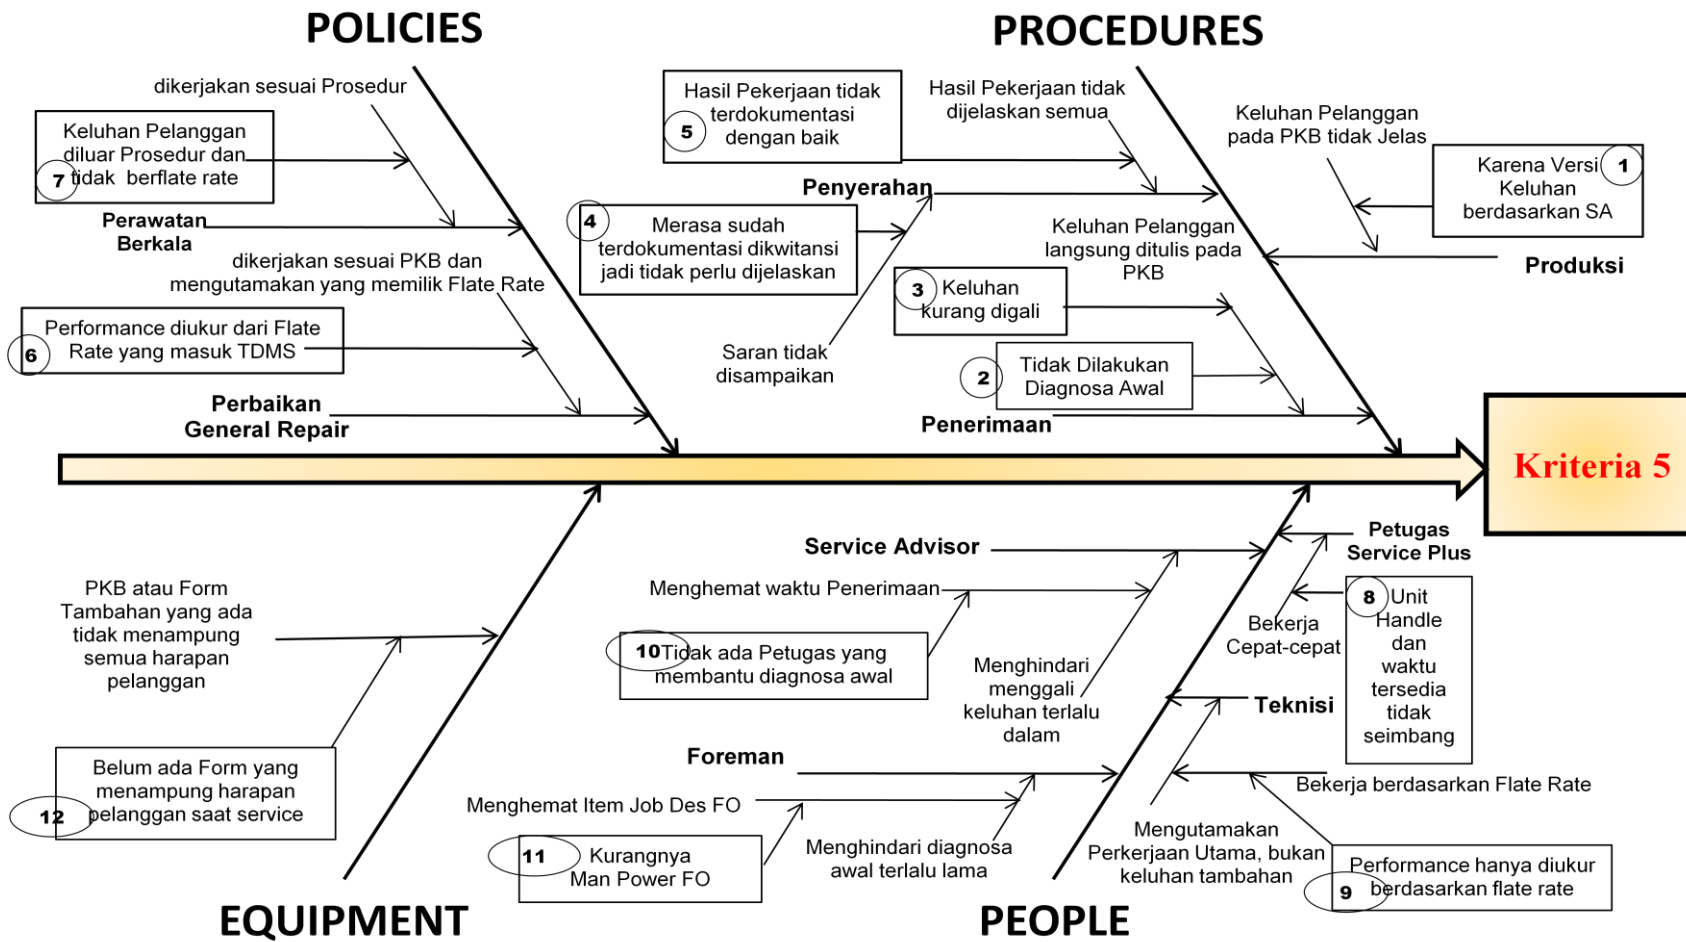 POLICIES
PROCEDURES
dikerjakan sesuai Prosedur
Keluhan Pelanggan
diluar Prosedur dan
tidak berflate rate
7
Perawatan
Berkala
dikerjakan sesuai PKB dan
mengutamakan yang memilik Flate Rate
Performance diukur dari Flate
Rate yang masuk TDMS
6
Perbaikan
General Repair
Hasil Pekerjaan tidak
terdokumentasi
dengan baik
5
Hasil Pekerjaan tidak
dijelaskan semua
Penyerahan
4
Merasa sudah
terdokumentasi dikwitansi
jadi tidak perlu dijelaskan
Saran tidak
disampaikan
Keluhan Pelanggan
pada PKB tidak Jelas
1
Karena Versi
Keluhan
berdasarkan SA
Produksi
Keluhan Pelanggan
langsung ditulis pada
PKB
3
Keluhan
kurang digali
2
Tidak Dilakukan
Diagnosa Awal
Penerimaan
Kriteria 5
PKB atau Form
Tambahan yang ada
tidak menampung
semua harapan
pelanggan
Belum ada Form yang
menampung harapan
pelanggan saat service
12
EQUIPMENT
Service Advisor
Menghemat waktu Penerimaan
10
Tidak ada Petugas yang
membantu diagnosa awal
Menghindari
menggali
keluhan terlalu
dalam
Petugas
Service Plus
8
Unit
Handle
dan
waktu
tersedia
tidak
seimbang
Bekerja
Cepat-cepat
Teknisi
Bekerja berdasarkan Flate Rate
Mengutamakan
Perkerjaan Utama, bukan
keluhan tambahan
Performance hanya diukur
berdasarkan flate rate
9
Foreman
Menghemat Item Job Des FO
11
Kurangnya
Man Power FO
Menghindari diagnosa
awal terlalu lama
PEOPLE